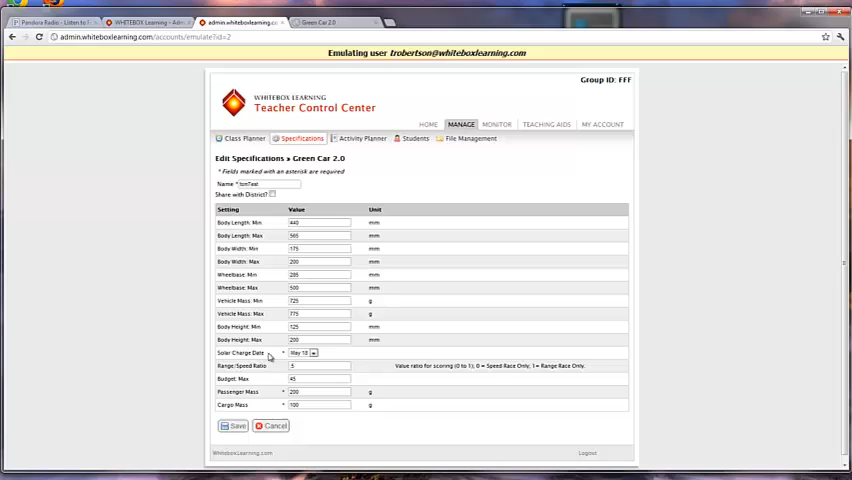 Pandora Radio - Listen to F
WHITEBOX Learning - Adm
admin.whiteboxlearning.co
Green Car 2.0
admin.whiteboxlearning.com/accounts/emulate?id=2
Emulating user trobertson@whiteboxlearning.com
Group ID: FFF
WHITEBOX LEARNING
Teacher Control Center
HOME MANAGE MONITOR TEACHING AIDS MY ACCOUNT
Class Planner Specifications Activity Planner Students File Management
Edit Specifications » Green Car 2.0
* Fields marked with an asterisk are required
Name *
Share with District?
Setting Value Unit
Body Length: Min 440 mm
Body Length: Max 565 mm
Body Width: Min 175 mm
Body Width: Max 200 mm
Wheelbase: Min 285 mm
Wheelbase: Max 500 mm
Vehicle Mass: Min 725 g
Vehicle Mass: Max 775 g
Body Height: Min 125 mm
Body Height: Max 200 mm
Solar Charge Date * May 18
Range/Speed Ratio .5 Value ratio for scoring (0 to 1); 0 = Speed Race Only; 1= Range Race Only.
Budget: Max 45
Passenger Mass * 200 g
Cargo Mass * 100 g
Save Cancel
WhiteboxLearning.com Logout